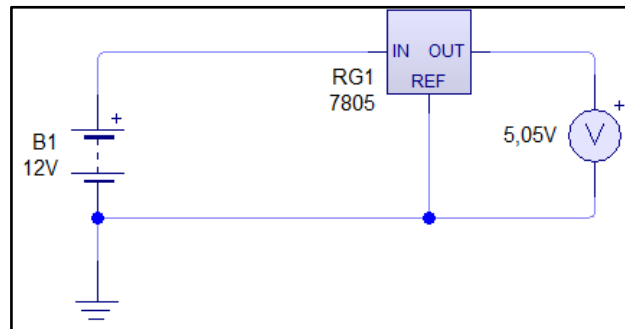 IN OUT
REF
RG1
7805
+
B1
12V
5,05V
+
V